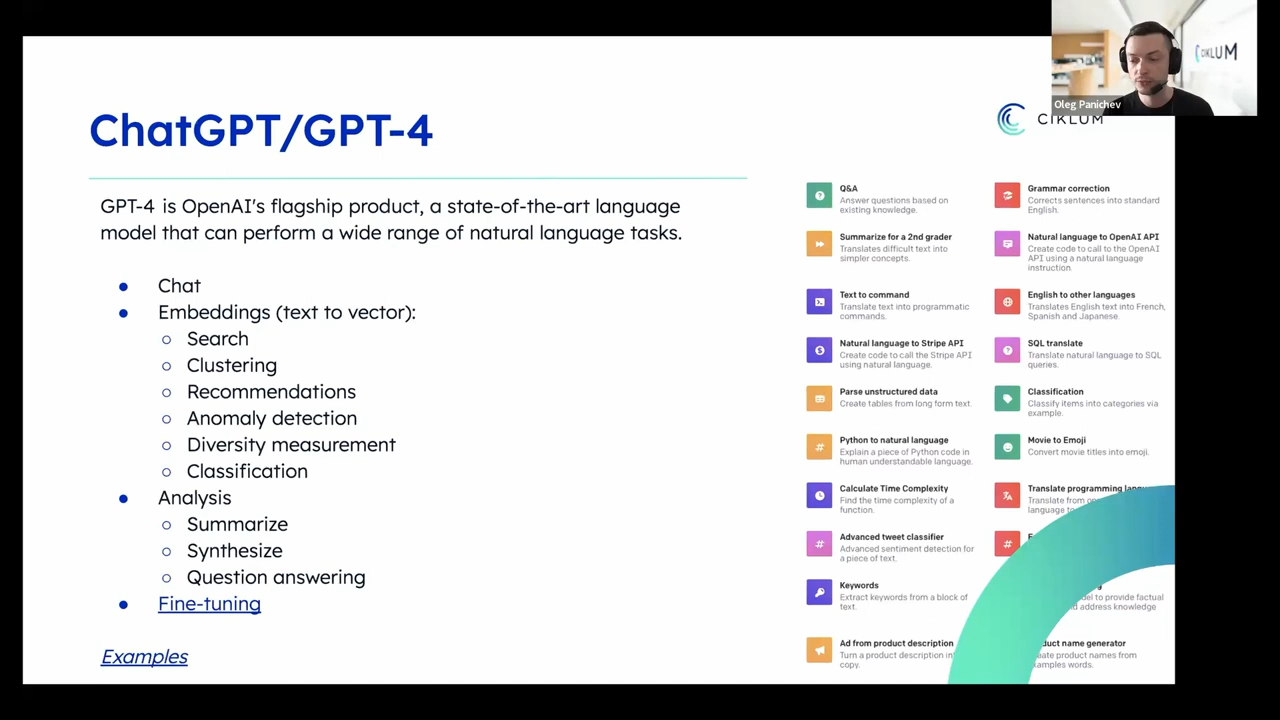 ChatGPT/GPT-4
GPT-4 is OpenAI's flagship product, a state-of-the-art language
model that can perform a wide range of natural language tasks.
● Chat
● Embeddings (text to vector):
○ Search
○ Clustering
○ Recommendations
○ Anomaly detection
○ Diversity measurement
○ Classification
● Analysis
○ Summarize
○ Synthesize
○ Question answering
● Fine-tuning
Examples
Q&A
Answer questions based on
existing knowledge.
Summarize for a 2nd grader
Translates difficult text into
simpler concepts.
Text to command
Translate text into programmatic
commands.
Natural language to Stripe API
Create code to call the Stripe API
using natural language.
Parse unstructured data
Create tables from long form text
Python to natural language
Explain a piece of Python code in
human understandable language.
Calculate Time Complexity
Find the time complexity of a
function.
Advanced tweet classifier
Advanced sentiment detection for
a piece of text.
Keywords
Extract keywords from a block of
text.
Ad from product description
Turn a product description
copy.
Grammar correction
Corrects sentences into standard
English.
Natural language to OpenAI API
Create code to call to the OpenAI
API using a natural language
instruction.
English to other languages
Translates English text into French,
Spanish and Japanese.
SQL translate
Translate natural language to SQL
queries.
Classification
Classify items into categories via
example.
Movie to Emoji
Convert movie titles into emoji.
Translate programming
Translate from
language
to provide factual
address knowledge
name generator
product names from
words.
CIKLUM
CIKLUM
Oleg Panichev